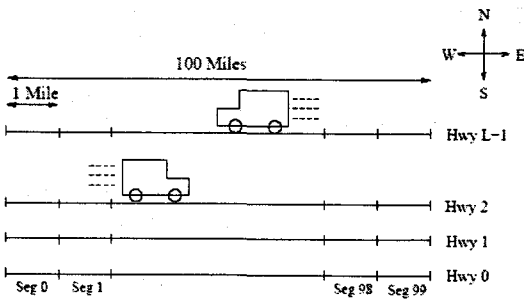 N
100 Miles
W E
S
1 Mile
Hwy L-1
Hwy 2
Hwy 1
Hwy 0
Seg 0 Seg 1 Seg 98 Seg 99